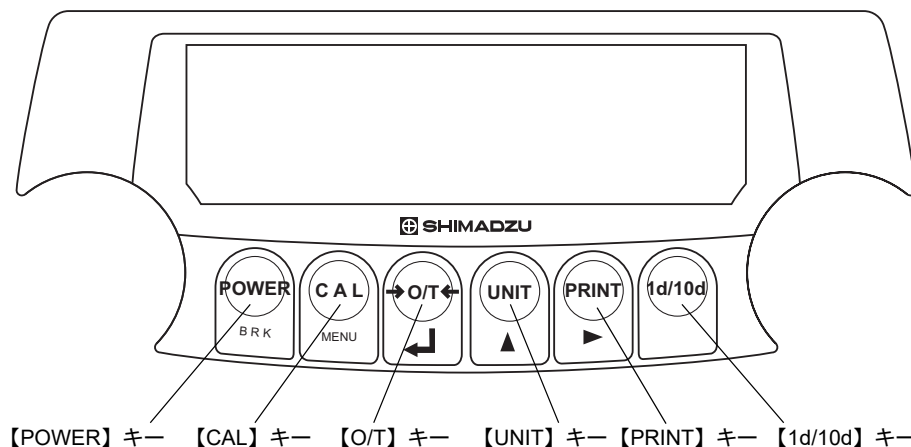 SHIMADZU
POWER CAL →O/T← UNIT PRINT 1d/10d
BRK MENU
【POWER】キー 【CAL】キー 【O/T】キー 【UNIT】キー 【PRINT】キー 【1d/10d】キー